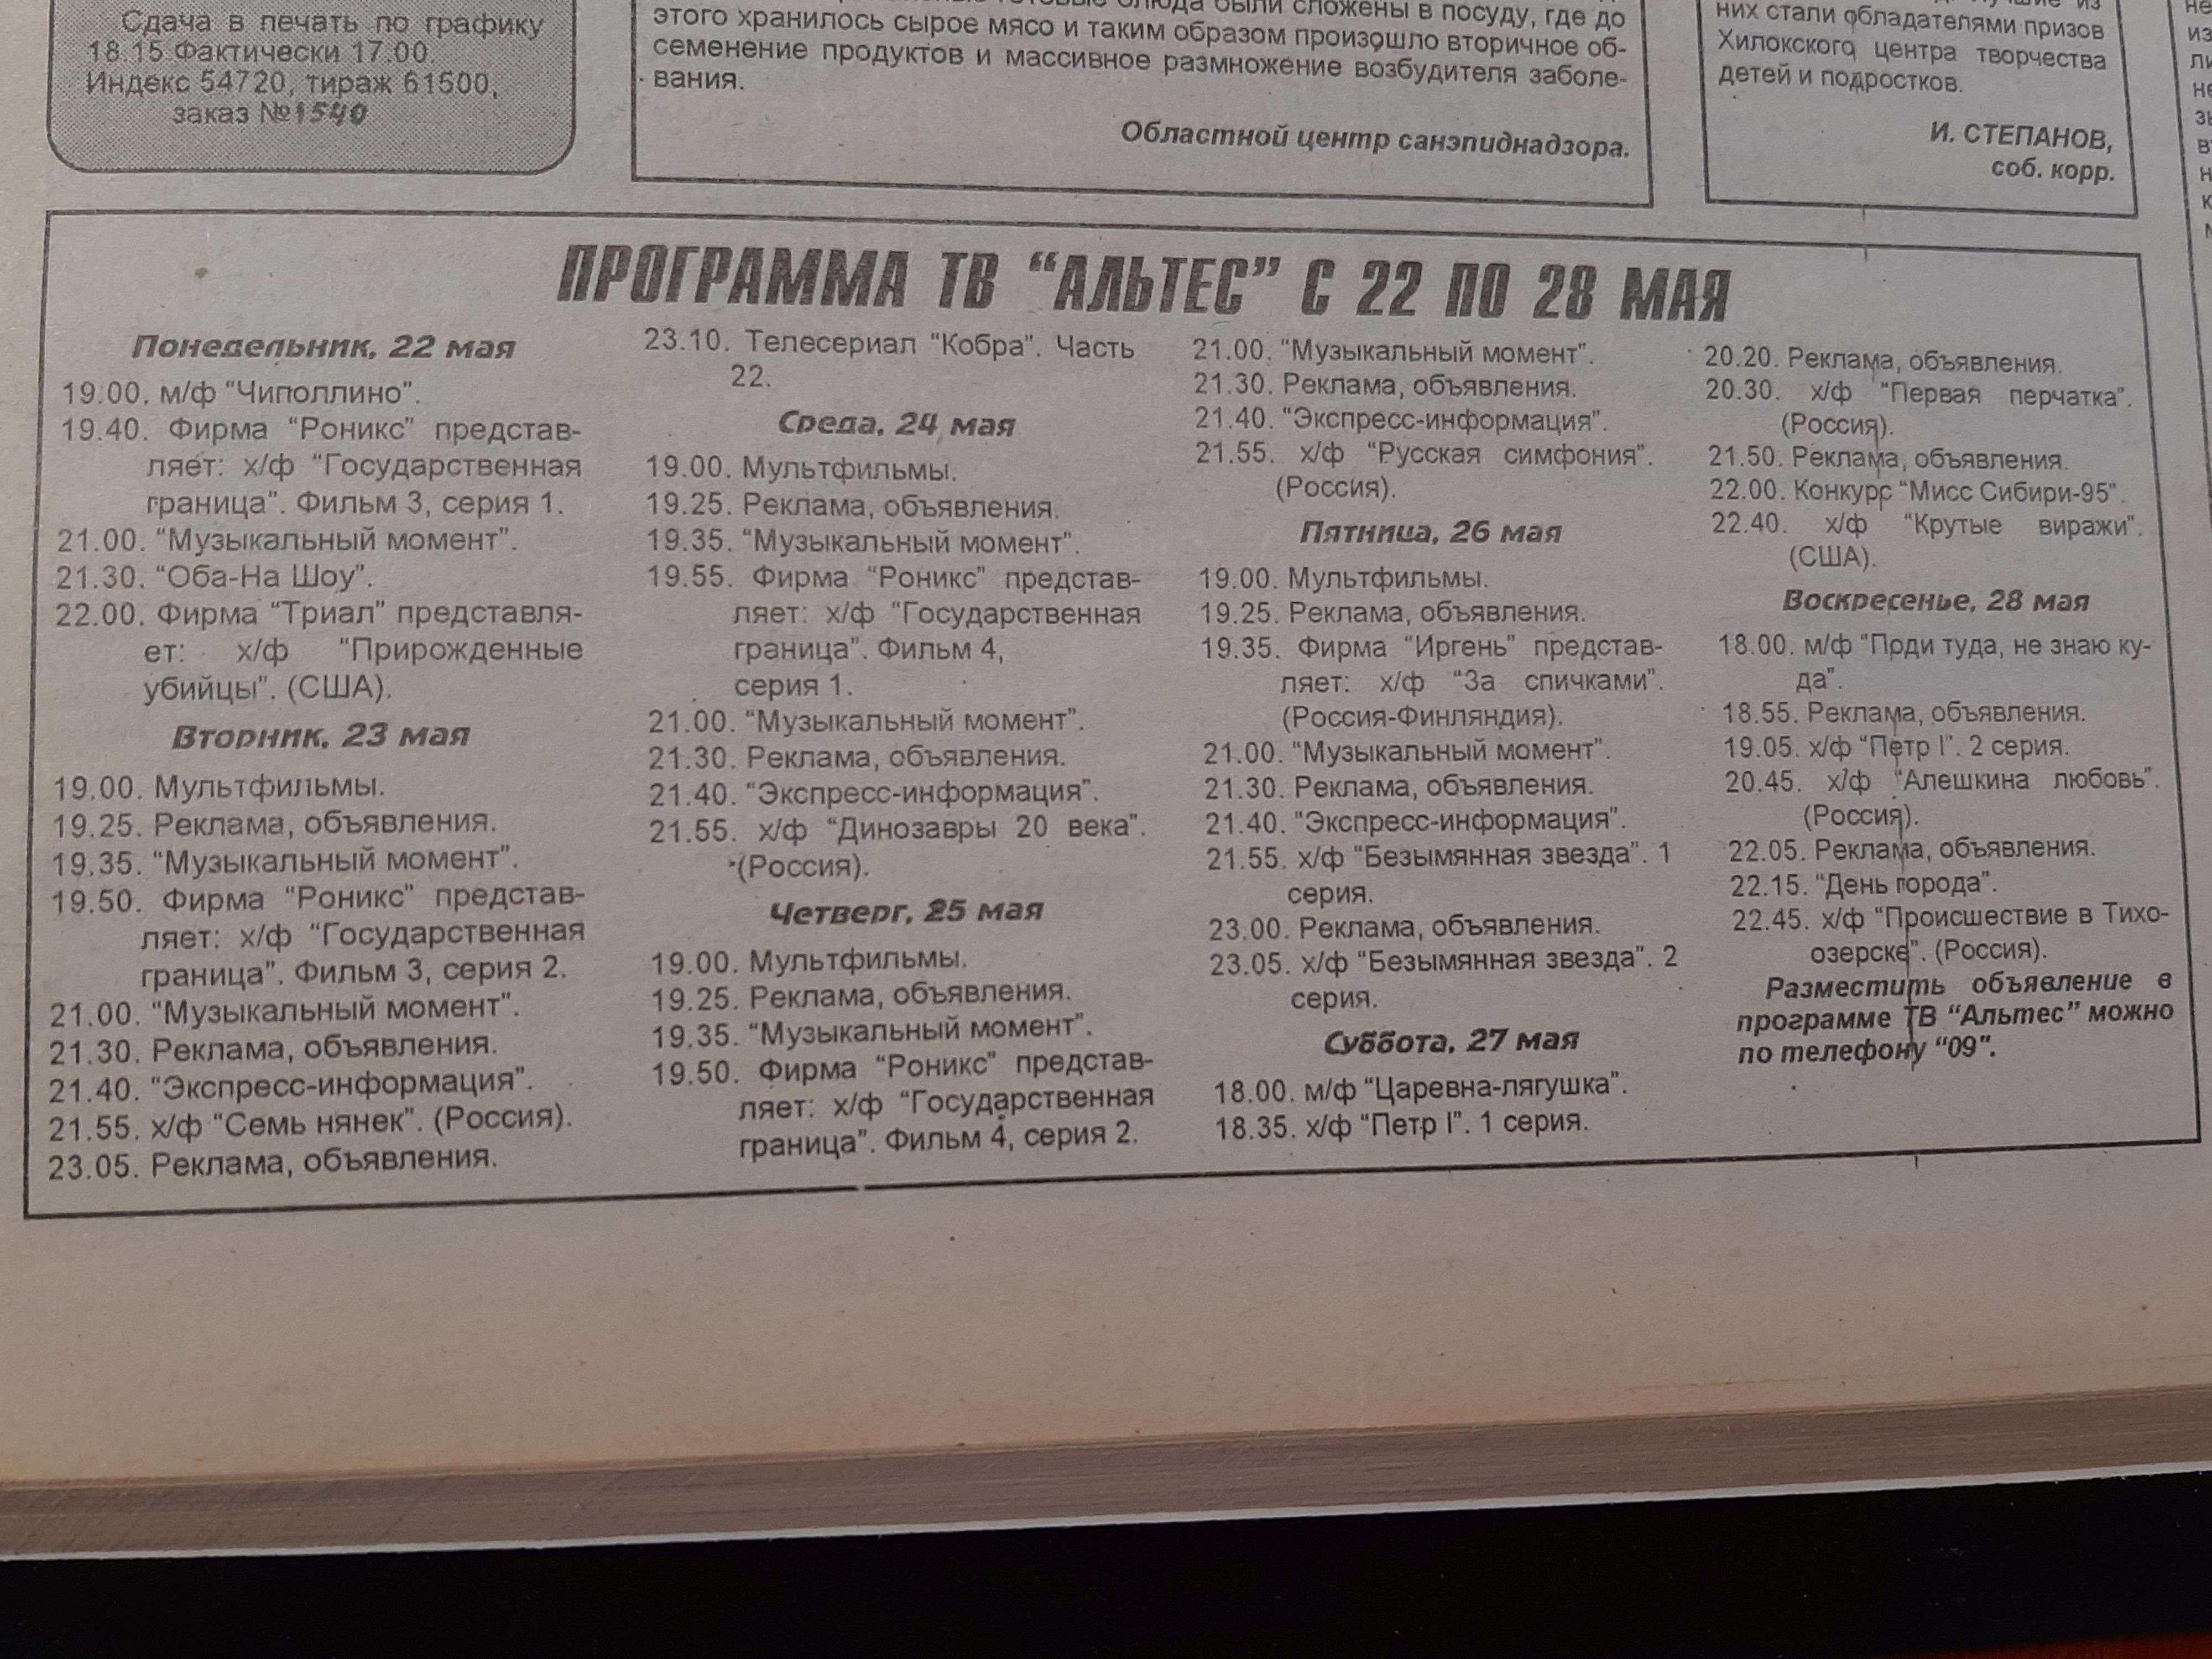 Сдача в печать по графику
18.15 Фактически 17.00.
Индекс 54720, тираж 61500,
заказ №1540
были сложены в посуду, где до
этого хранилось сырое мясо и таким образом произошло вторичное об-
семенение продуктов и массивное размножение возбудителя заболе-
вания.
Областной центр санэпиднадзора.
них стали обладателями призов
Хилокского центра творчества
детей и подростков.
И. СТЕПАНОВ,
соб. корр.
ПРОГРАММА ТВ “АЛЬТЕС” С 22 ПО 28 МАЯ
Понедельник, 22 мая
19.00. м/ф “Чиполлино”.
19.40. Фирма “Роникс” представ-
ляет: х/ф “Государственная
граница”. Фильм 3, серия 1.
21.00. “Музыкальный момент”.
21.30. “Оба-На Шоу”.
22.00. Фирма “Триал” представля-
ет: х/ф “Прирожденные
убийцы”. (США).
Вторник, 23 мая
19.00. Мультфильмы.
19.25. Реклама, объявления.
19.35. “Музыкальный момент”.
19.50. Фирма “Роникс” представ-
ляет: х/ф “Государственная
граница”. Фильм 3, серия 2.
21.00. “Музыкальный момент”.
21.30. Реклама, объявления.
21.40. “Экспресс-информация”.
21.55. х/ф “Семь нянек”. (Россия).
23.05. Реклама, объявления.
23.10. Телесериал “Кобра”. Часть
22.
Среда, 24 мая
19.00. Мультфильмы.
19.25. Реклама, объявления.
19.35. “Музыкальный момент”.
19.55. Фирма “Роникс” представ-
ляет: х/ф “Государственная
граница”. Фильм 4,
серия 1.
21.00. “Музыкальный момент”.
21.30. Реклама, объявления.
21.40. “Экспресс-информация”.
21.55. х/ф “Динозавры 20 века”.
(Россия).
Четверг, 25 мая
19.00. Мультфильмы.
19.25. Реклама, объявления.
19.35. “Музыкальный момент”.
19.50. Фирма “Роникс” представ-
ляет: х/ф “Государственная
граница”. Фильм 4, серия 2.
21.00. “Музыкальный момент”.
21.30. Реклама, объявления.
21.40. “Экспресс-информация”.
21.55. х/ф “Русская симфония”.
(Россия).
Пятница, 26 мая
19.00. Мультфильмы.
19.25. Реклама, объявления.
19.35. Фирма “Иргень” представ-
ляет: х/ф “За спичками”.
(Россия-Финляндия).
21.00. “Музыкальный момент”.
21.30. Реклама, объявления.
21.40. “Экспресс-информация”.
21.55. х/ф “Безымянная звезда”. 1
серия.
23.00. Реклама, объявления.
23.05. х/ф “Безымянная звезда”. 2
серия.
Суббота, 27 мая
18.00. м/ф “Царевна-лягушка”.
18.35. х/ф “Петр I”. 1 серия.
20.20. Реклама, объявления.
20.30. х/ф “Первая перчатка”.
(Россия).
21.50. Реклама, объявления.
22.00. Конкурс “Мисс Сибири-95”.
22.40. х/ф “Крутые виражи”.
(США).
Воскресенье, 28 мая
18.00. м/ф “Поди туда, не знаю ку-
да”.
18.55. Реклама, объявления.
19.05. х/ф “Петр I”. 2 серия.
20.45. х/ф “Алешкина любовь”.
(Россия).
22.05. Реклама, объявления.
22.15. “День города”.
22.45. х/ф “Происшествие в Тихо-
озерске”. (Россия).
Разместить объявление в
программе ТВ “Альтес” можно
по телефону “09”.